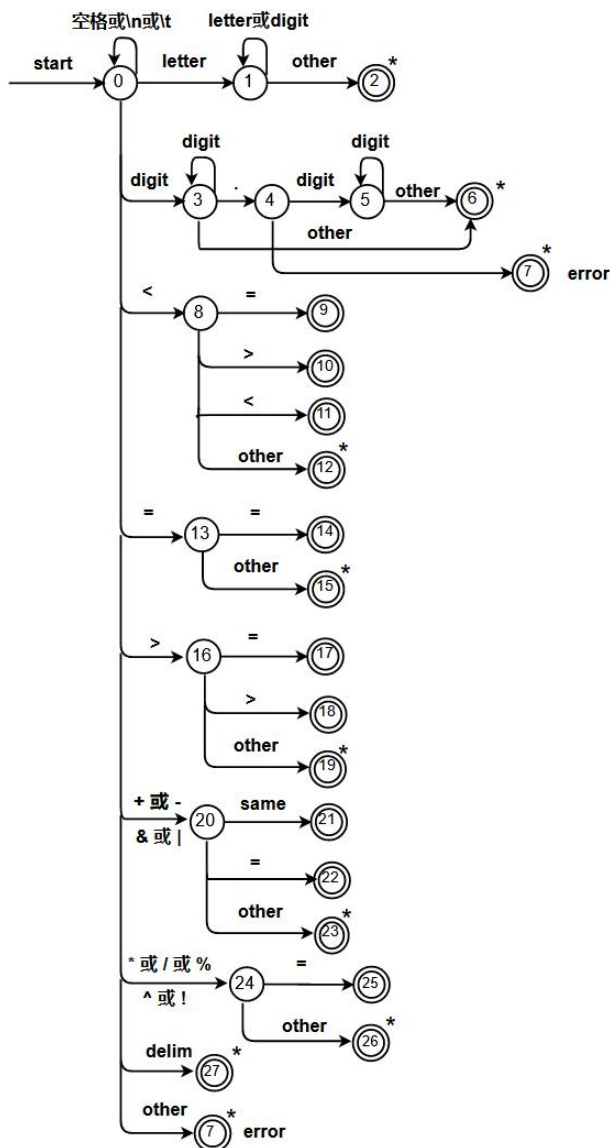 空格或\n或\t
letter或digit
start
0
letter
1
other
2
*
digit
digit
digit
3
.
4
digit
5
other
6
*
other
7
*
error
<
8
=
9
>
10
<
11
other
12
*
=
13
=
14
other
15
*
>
16
=
17
>
18
other
19
*
+ 或 -
& 或 |
20
same
21
=
22
other
23
*
* 或 / 或 %
^ 或 !
24
=
25
other
26
*
delim
27
*
other
7
*
error